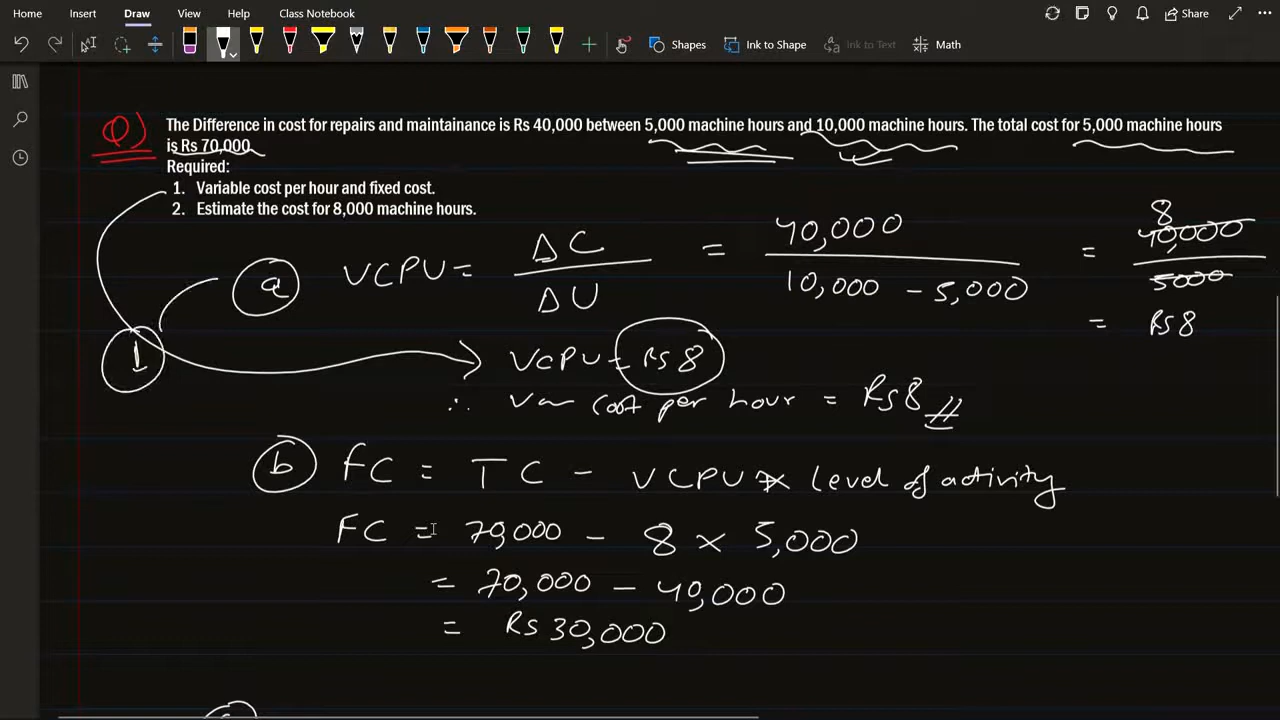 Home Insert Draw View Help Class Notebook Share
Shapes Ink to Shape Ink to Text Math
Q) The Difference in cost for repairs and maintainance is Rs 40,000 between 5,000 machine hours and 10,000 machine hours. The total cost for 5,000 machine hours
is Rs 70,000
Required:
1. Variable cost per hour and fixed cost.
2. Estimate the cost for 8,000 machine hours.
a VCPU = ΔC / ΔU = 40,000 / 10,000 - 5,000 = 8 40,000 / 5000
= Rs 8
1 VCPU = Rs 8
∴ Var cost per hour = Rs 8 //
b FC = TC - VCPU × level of activity
FC = 70,000 - 8 × 5,000
= 70,000 - 40,000
= Rs 30,000